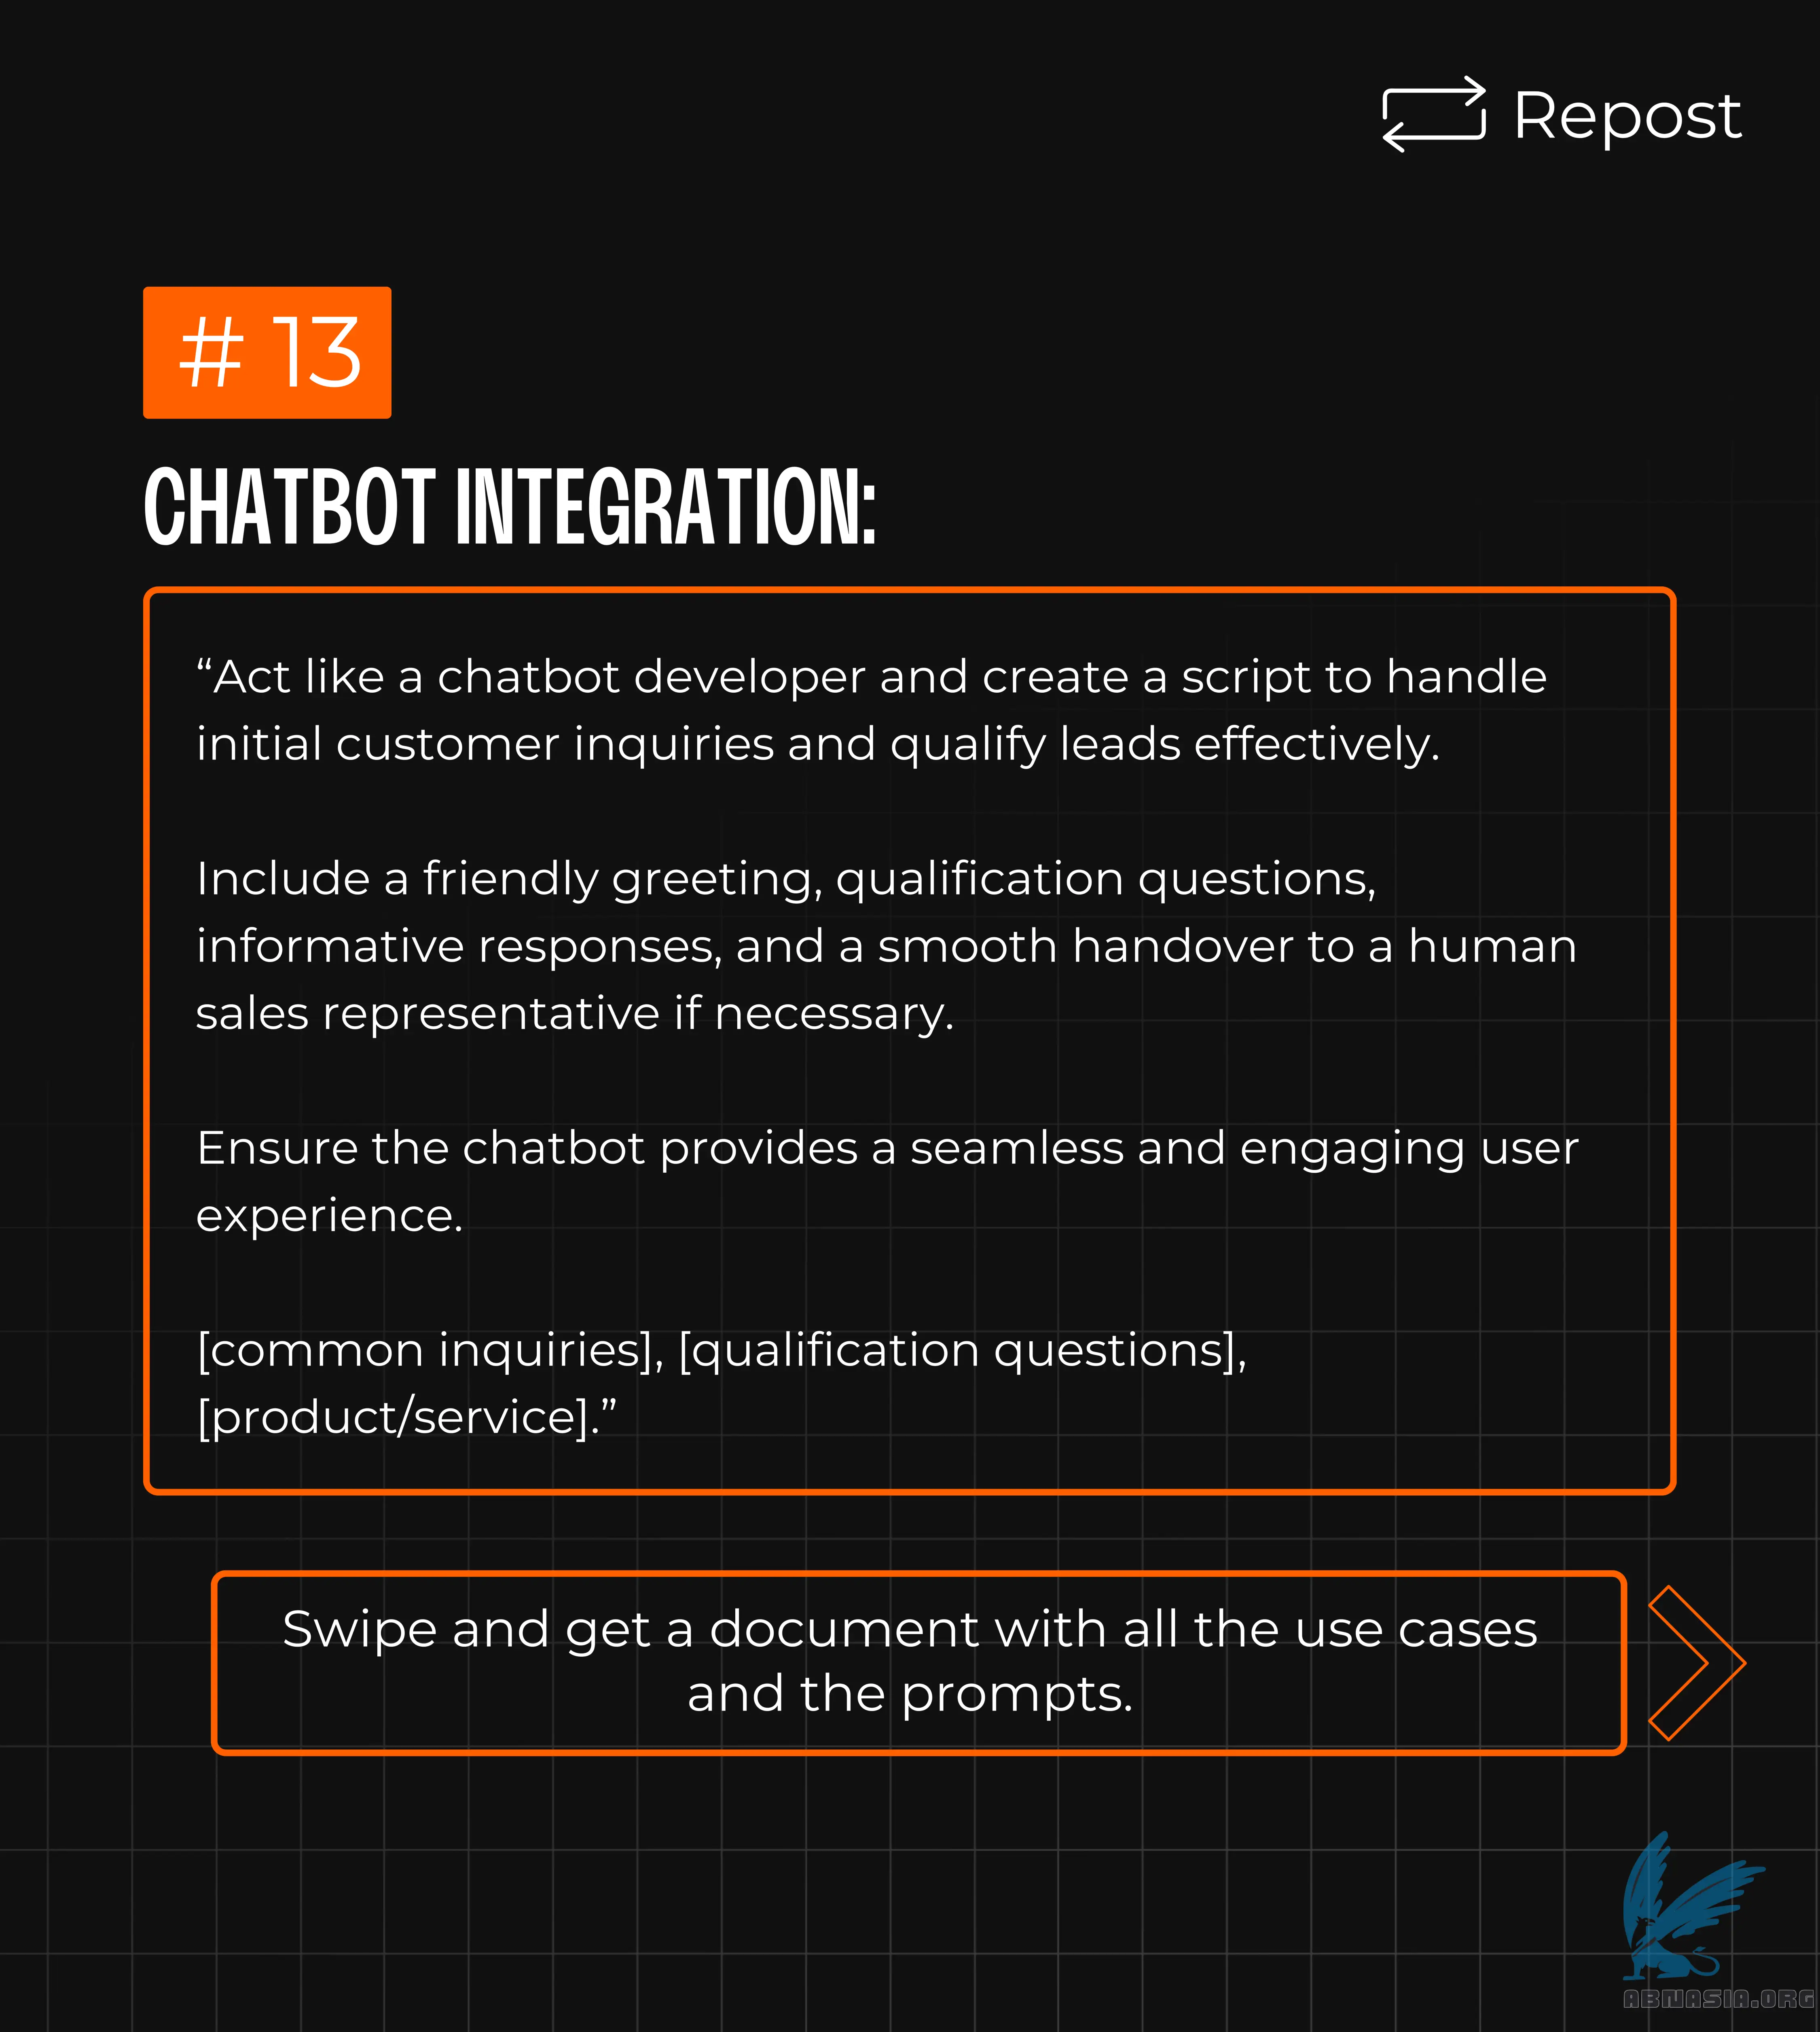 Repost
# 13
CHATBOT INTEGRATION:
“Act like a chatbot developer and create a script to handle
initial customer inquiries and qualify leads effectively.
Include a friendly greeting, qualification questions,
informative responses, and a smooth handover to a human
sales representative if necessary.
Ensure the chatbot provides a seamless and engaging user
experience.
[common inquiries], [qualification questions],
[product/service].”
Swipe and get a document with all the use cases
and the prompts.
ABNASIA.ORG